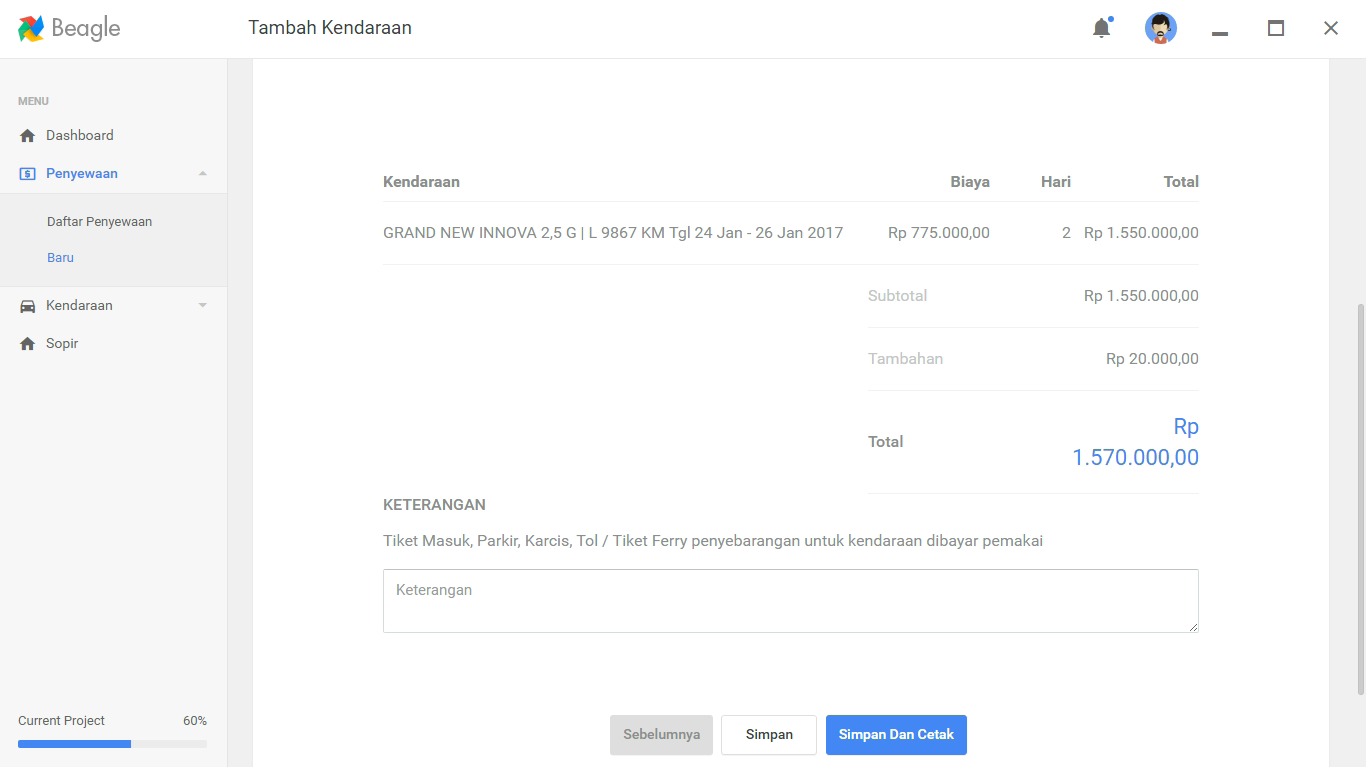 Beagle
Tambah Kendaraan
MENU
Dashboard
Penyewaan
Daftar Penyewaan
Baru
Kendaraan
Sopir
Current Project 60%
Kendaraan Biaya Hari Total
GRAND NEW INNOVA 2,5 G | L 9867 KM Tgl 24 Jan - 26 Jan 2017 Rp 775.000,00 2 Rp 1.550.000,00
Subtotal Rp 1.550.000,00
Tambahan Rp 20.000,00
Total Rp
1.570.000,00
KETERANGAN
Tiket Masuk, Parkir, Karcis, Tol / Tiket Ferry penyebarangan untuk kendaraan dibayar pemakai
Keterangan
Sebelumnya Simpan Simpan Dan Cetak